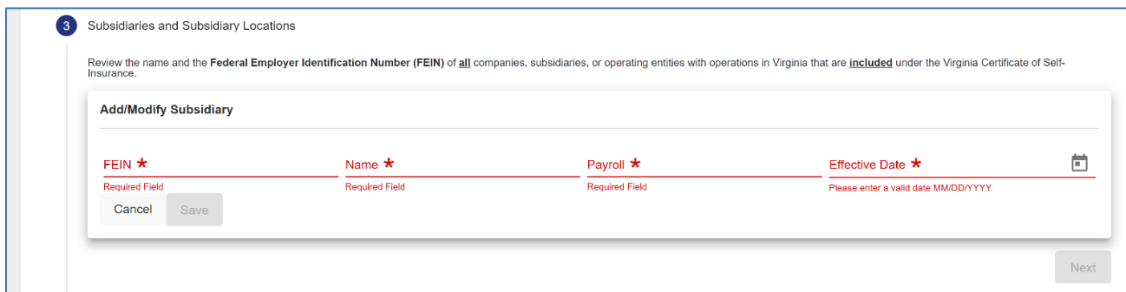 3 Subsidiaries and Subsidiary Locations
Review the name and the Federal Employer Identification Number (FEIN) of all companies, subsidiaries, or operating entities with operations in Virginia that are included under the Virginia Certificate of Self-
Insurance.
Add/Modify Subsidiary
FEIN * Name * Payroll * Effective Date *
Required Field Required Field Required Field Please enter a valid date MM/DD/YYYY.
Cancel Save
Next